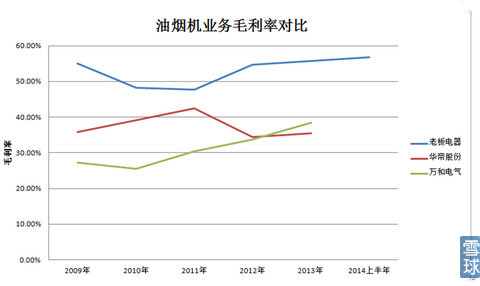 油烟机业务毛利率对比
60.00%
50.00%
40.00%
30.00%
20.00%
10.00%
0.00%
毛利率
2009年 2010年 2011年 2012年 2013年 2014上半年
老板电器
华帝股份
万和电气
雪球